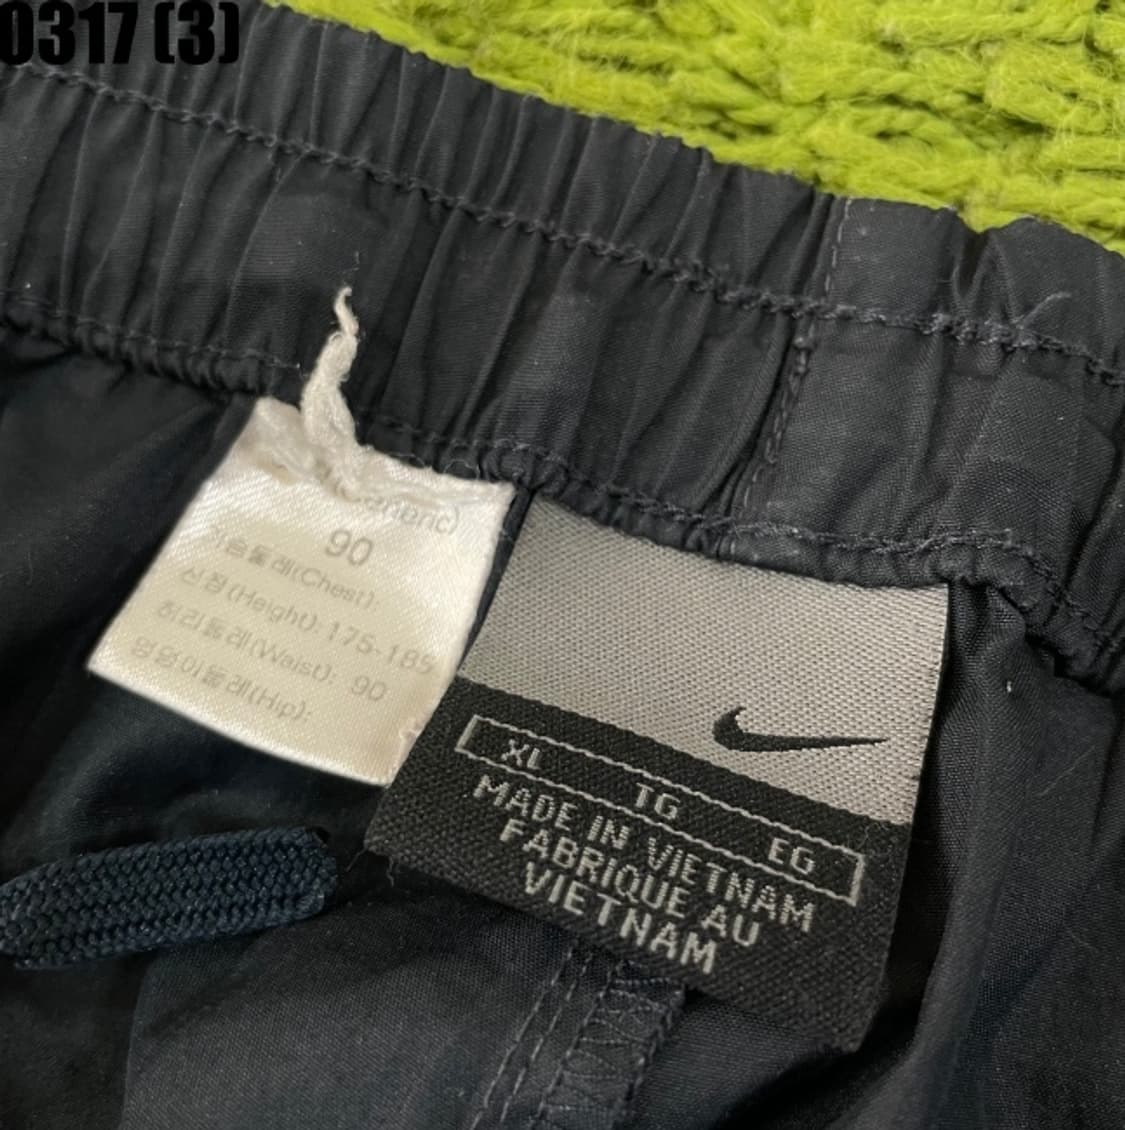 0317 (3)
(Generic)
90
가슴둘레(Chest):
신장(Height): 175-185
허리둘레(Waist): 90
엉덩이둘레(Hip):
XL TG EG
MADE IN VIETNAM
FABRIQUE AU
VIETNAM